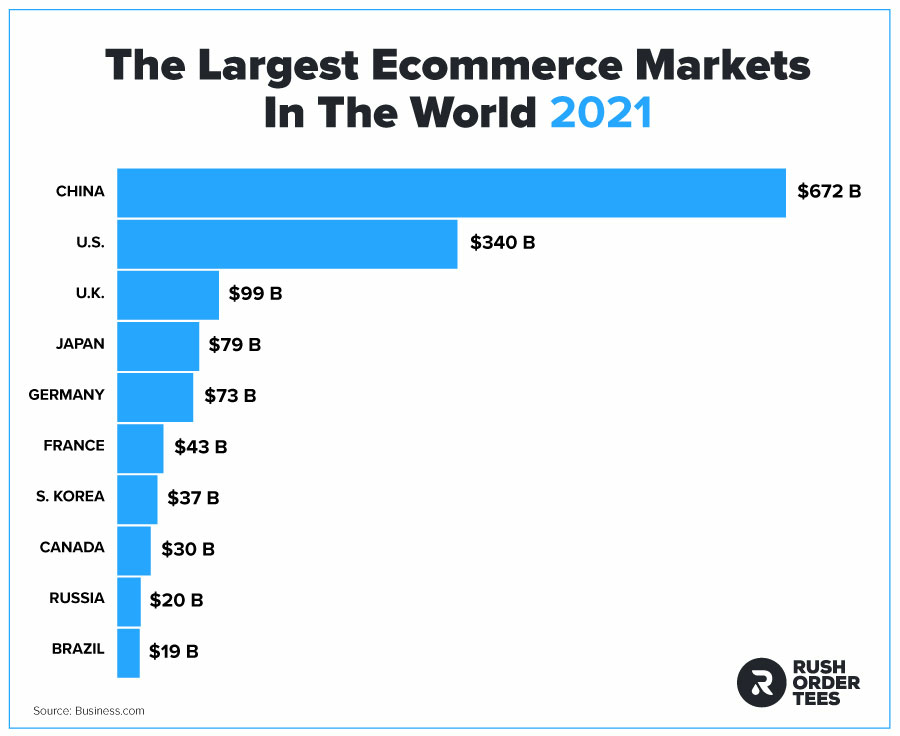 The Largest Ecommerce Markets
In The World 2021
CHINA $672 B
U.S. $340 B
U.K. $99 B
JAPAN $79 B
GERMANY $73 B
FRANCE $43 B
S. KOREA $37 B
CANADA $30 B
RUSSIA $20 B
BRAZIL $19 B
Source: Business.com
RUSH
ORDER
TEES